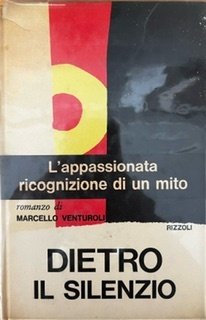 L'appassionata
ricognizione di un mito
romanzo di
MARCELLO VENTUROLI
RIZZOLI
DIETRO
IL SILENZIO